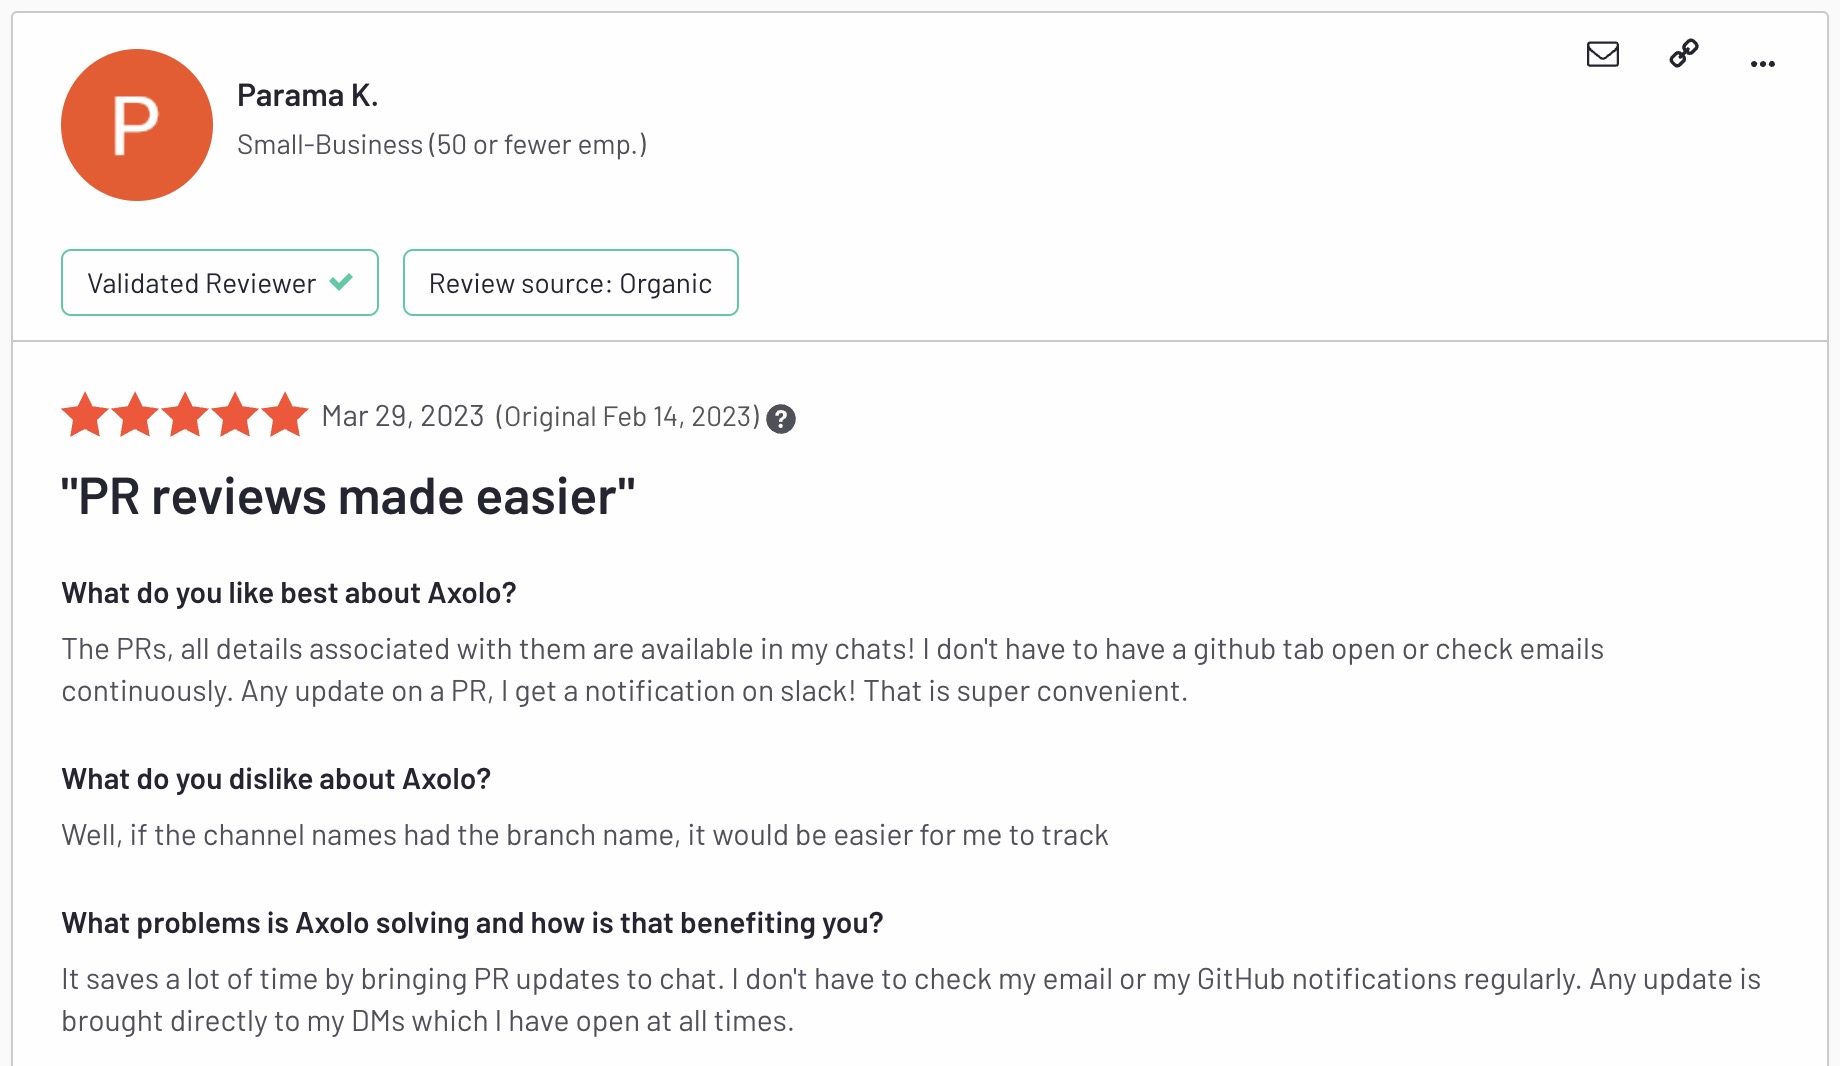 P
Parama K.
Small-Business (50 or fewer emp.)
...
Validated Reviewer
Review source: Organic
Mar 29, 2023 (Original Feb 14, 2023) ?
"PR reviews made easier"
What do you like best about Axolo?
The PRs, all details associated with them are available in my chats! I don't have to have a github tab open or check emails
continuously. Any update on a PR, I get a notification on slack! That is super convenient.
What do you dislike about Axolo?
Well, if the channel names had the branch name, it would be easier for me to track
What problems is Axolo solving and how is that benefiting you?
It saves a lot of time by bringing PR updates to chat. I don't have to check my email or my GitHub notifications regularly. Any update is
brought directly to my DMs which I have open at all times.